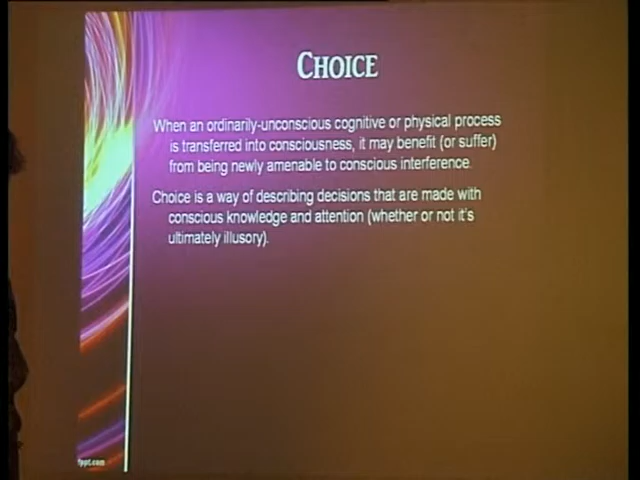 CHOICE
When an ordinarily-unconscious cognitive or physical process
is transferred into consciousness, it may benefit (or suffer)
from being newly amenable to conscious interference.
Choice is a way of describing decisions that are made with
conscious knowledge and attention (whether or not it's
ultimately illusory).
fppt.com